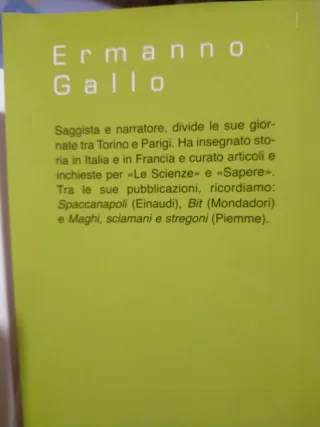 Ermanno
Gallo
Saggista e narratore, divide le sue gior-
nate tra Torino e Parigi. Ha insegnato sto-
ria in Italia e in Francia e curato articoli e
inchieste per «Le Scienze» e «Sapere».
Tra le sue pubblicazioni, ricordiamo:
Spaccanapoli (Einaudi), Bit (Mondadori)
e Maghi, sciamani e stregoni (Piemme).